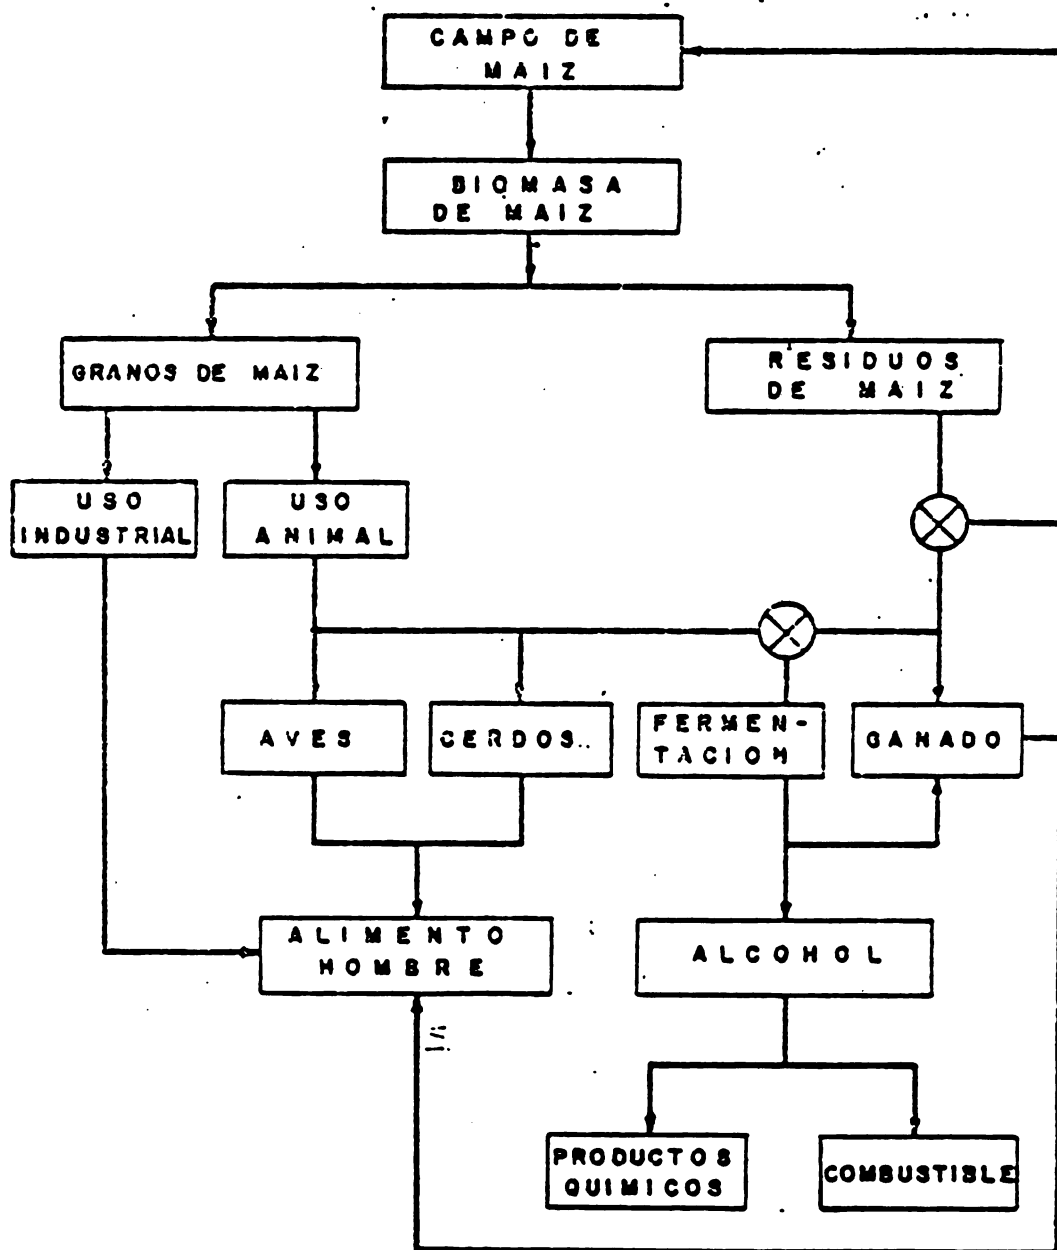 CAMPO DE
MAIZ
BIOMASA
DE MAIZ
GRANOS DE MAIZ
RESIDUOS
DE MAIZ
USO
INDUSTRIAL
USO
ANIMAL
AVES
CERDOS
FERMEN-
TACION
GANADO
ALIMENTO
HOMBRE
ALCOHOL
PRODUCTOS
QUIMICOS
COMBUSTIBLE